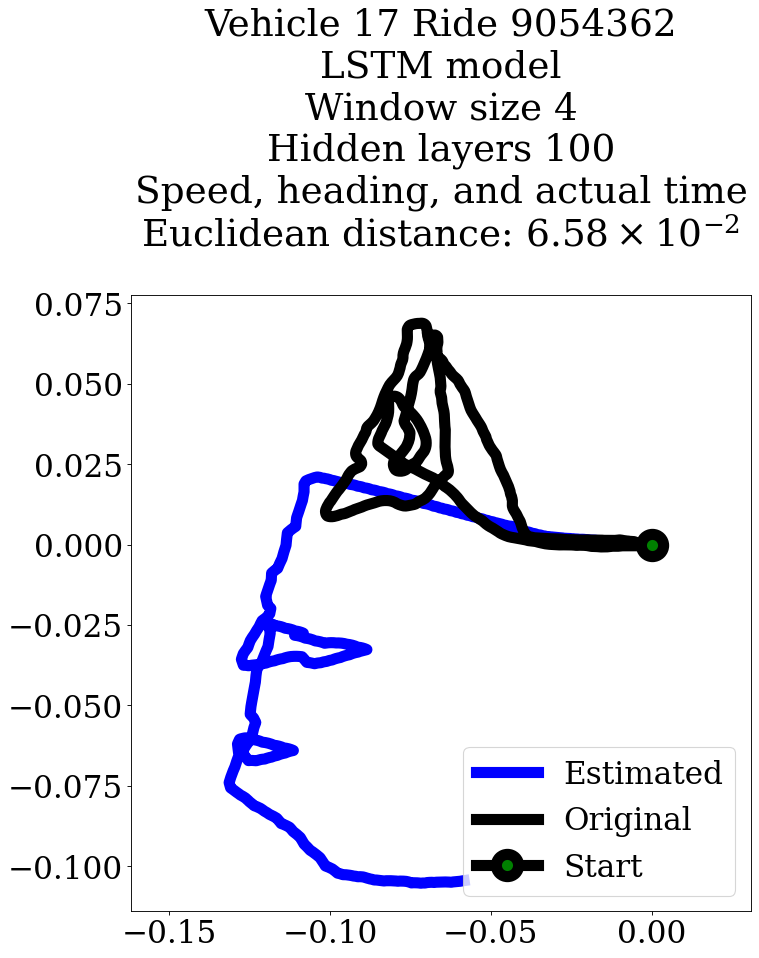 Vehicle 17 Ride 9054362
LSTM model
Window size 4
Hidden layers 100
Speed, heading, and actual time
Euclidean distance: 6.58 × 10⁻²
0.075
0.050
0.025
0.000
−0.025
−0.050
−0.075
−0.100
Estimated
Original
Start
−0.15
−0.10
−0.05
0.00